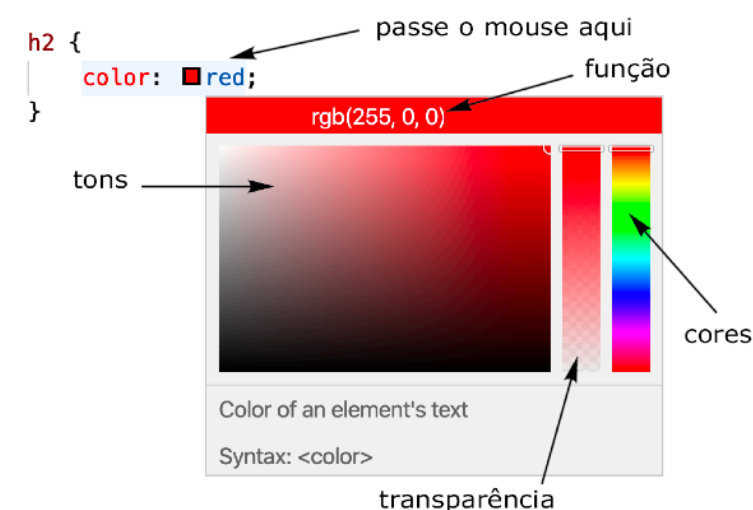 passe o mouse aqui
h2 {
color: red;
função
}
rgb(255, 0, 0)
tons
cores
Color of an element's text
Syntax: <color>
transparência